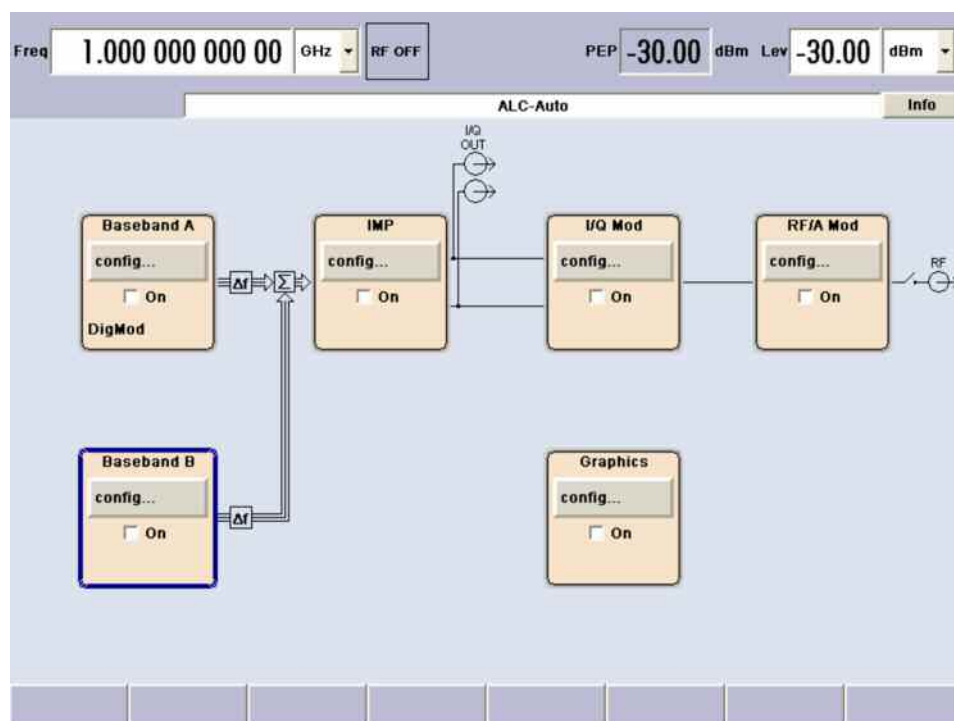 Freq 1.000 000 000 00 GHz RF OFF PEP -30.00 dBm Lev -30.00 dBm
ALC-Auto Info
I/Q
OUT
Baseband A IMP I/Q Mod RF/A Mod
config... config... config... config...
RF
Δf Σ
On On On On
DigMod
Baseband B Graphics
config... config...
Δf
On On